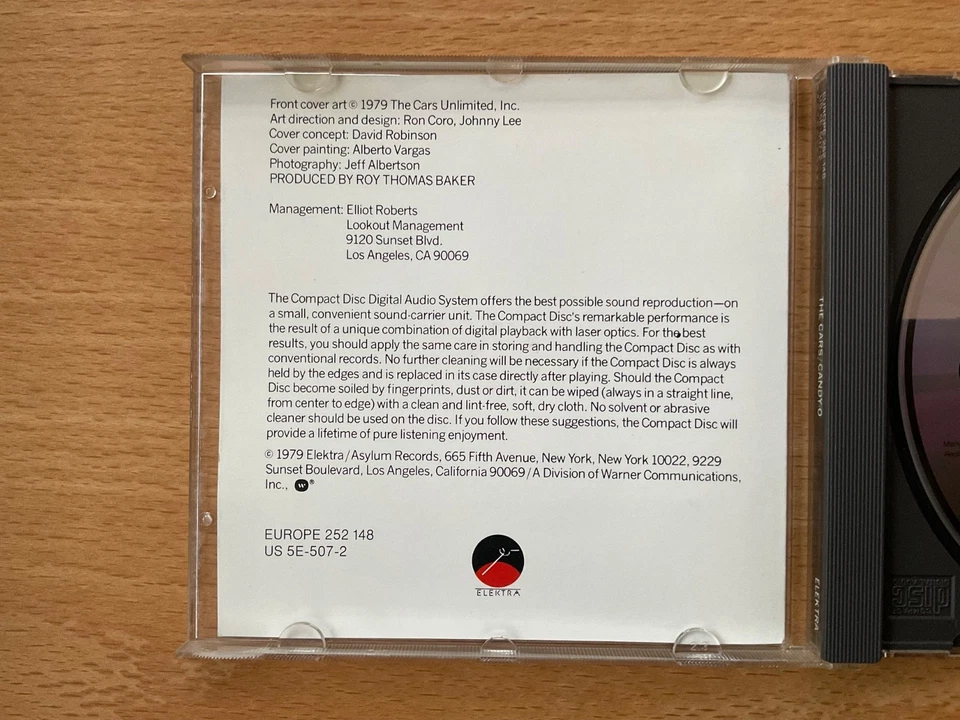 Front cover art © 1979 The Cars Unlimited, Inc.
Art direction and design: Ron Coro, Johnny Lee
Cover concept: David Robinson
Cover painting: Alberto Vargas
Photography: Jeff Albertson
PRODUCED BY ROY THOMAS BAKER
Management: Elliot Roberts
Lookout Management
9120 Sunset Blvd.
Los Angeles, CA 90069
The Compact Disc Digital Audio System offers the best possible sound reproduction—on
a small, convenient sound-carrier unit. The Compact Disc's remarkable performance is
the result of a unique combination of digital playback with laser optics. For the best
results, you should apply the same care in storing and handling the Compact Disc as with
conventional records. No further cleaning will be necessary if the Compact Disc is always
held by the edges and is replaced in its case directly after playing. Should the Compact
Disc become soiled by fingerprints, dust or dirt, it can be wiped (always in a straight line,
from center to edge) with a clean and lint-free, soft, dry cloth. No solvent or abrasive
cleaner should be used on the disc. If you follow these suggestions, the Compact Disc will
provide a lifetime of pure listening enjoyment.
© 1979 Elektra/Asylum Records, 665 Fifth Avenue, New York, New York 10022, 9229
Sunset Boulevard, Los Angeles, California 90069/A Division of Warner Communications,
Inc., ®
EUROPE 252 148
US 5E-507-2
ELEKTRA
THE CARS/CANDY-O
ELEKTRA
disc